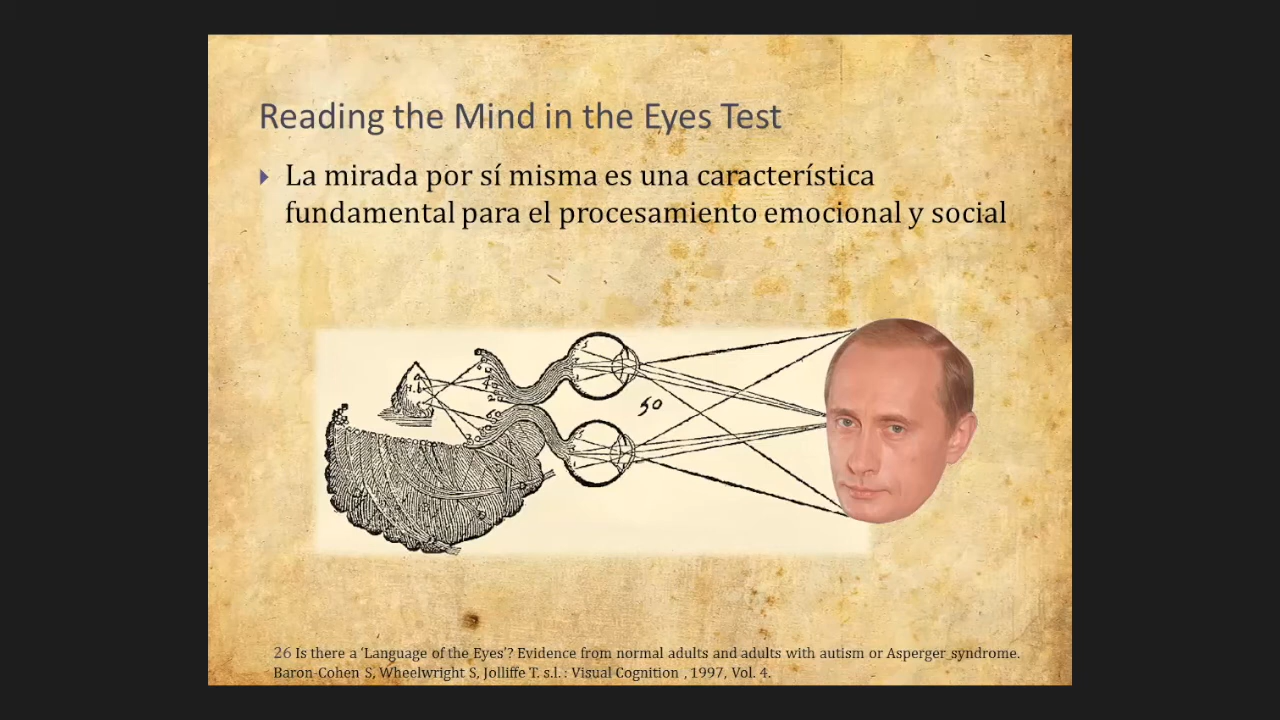 Reading the Mind in the Eyes Test
La mirada por sí misma es una característica
fundamental para el procesamiento emocional y social
50
26 Is there a ‘Language of the Eyes’? Evidence from normal adults and adults with autism or Asperger syndrome.
Baron-Cohen S, Wheelwright S, Jolliffe T. s.l. : Visual Cognition , 1997, Vol. 4.